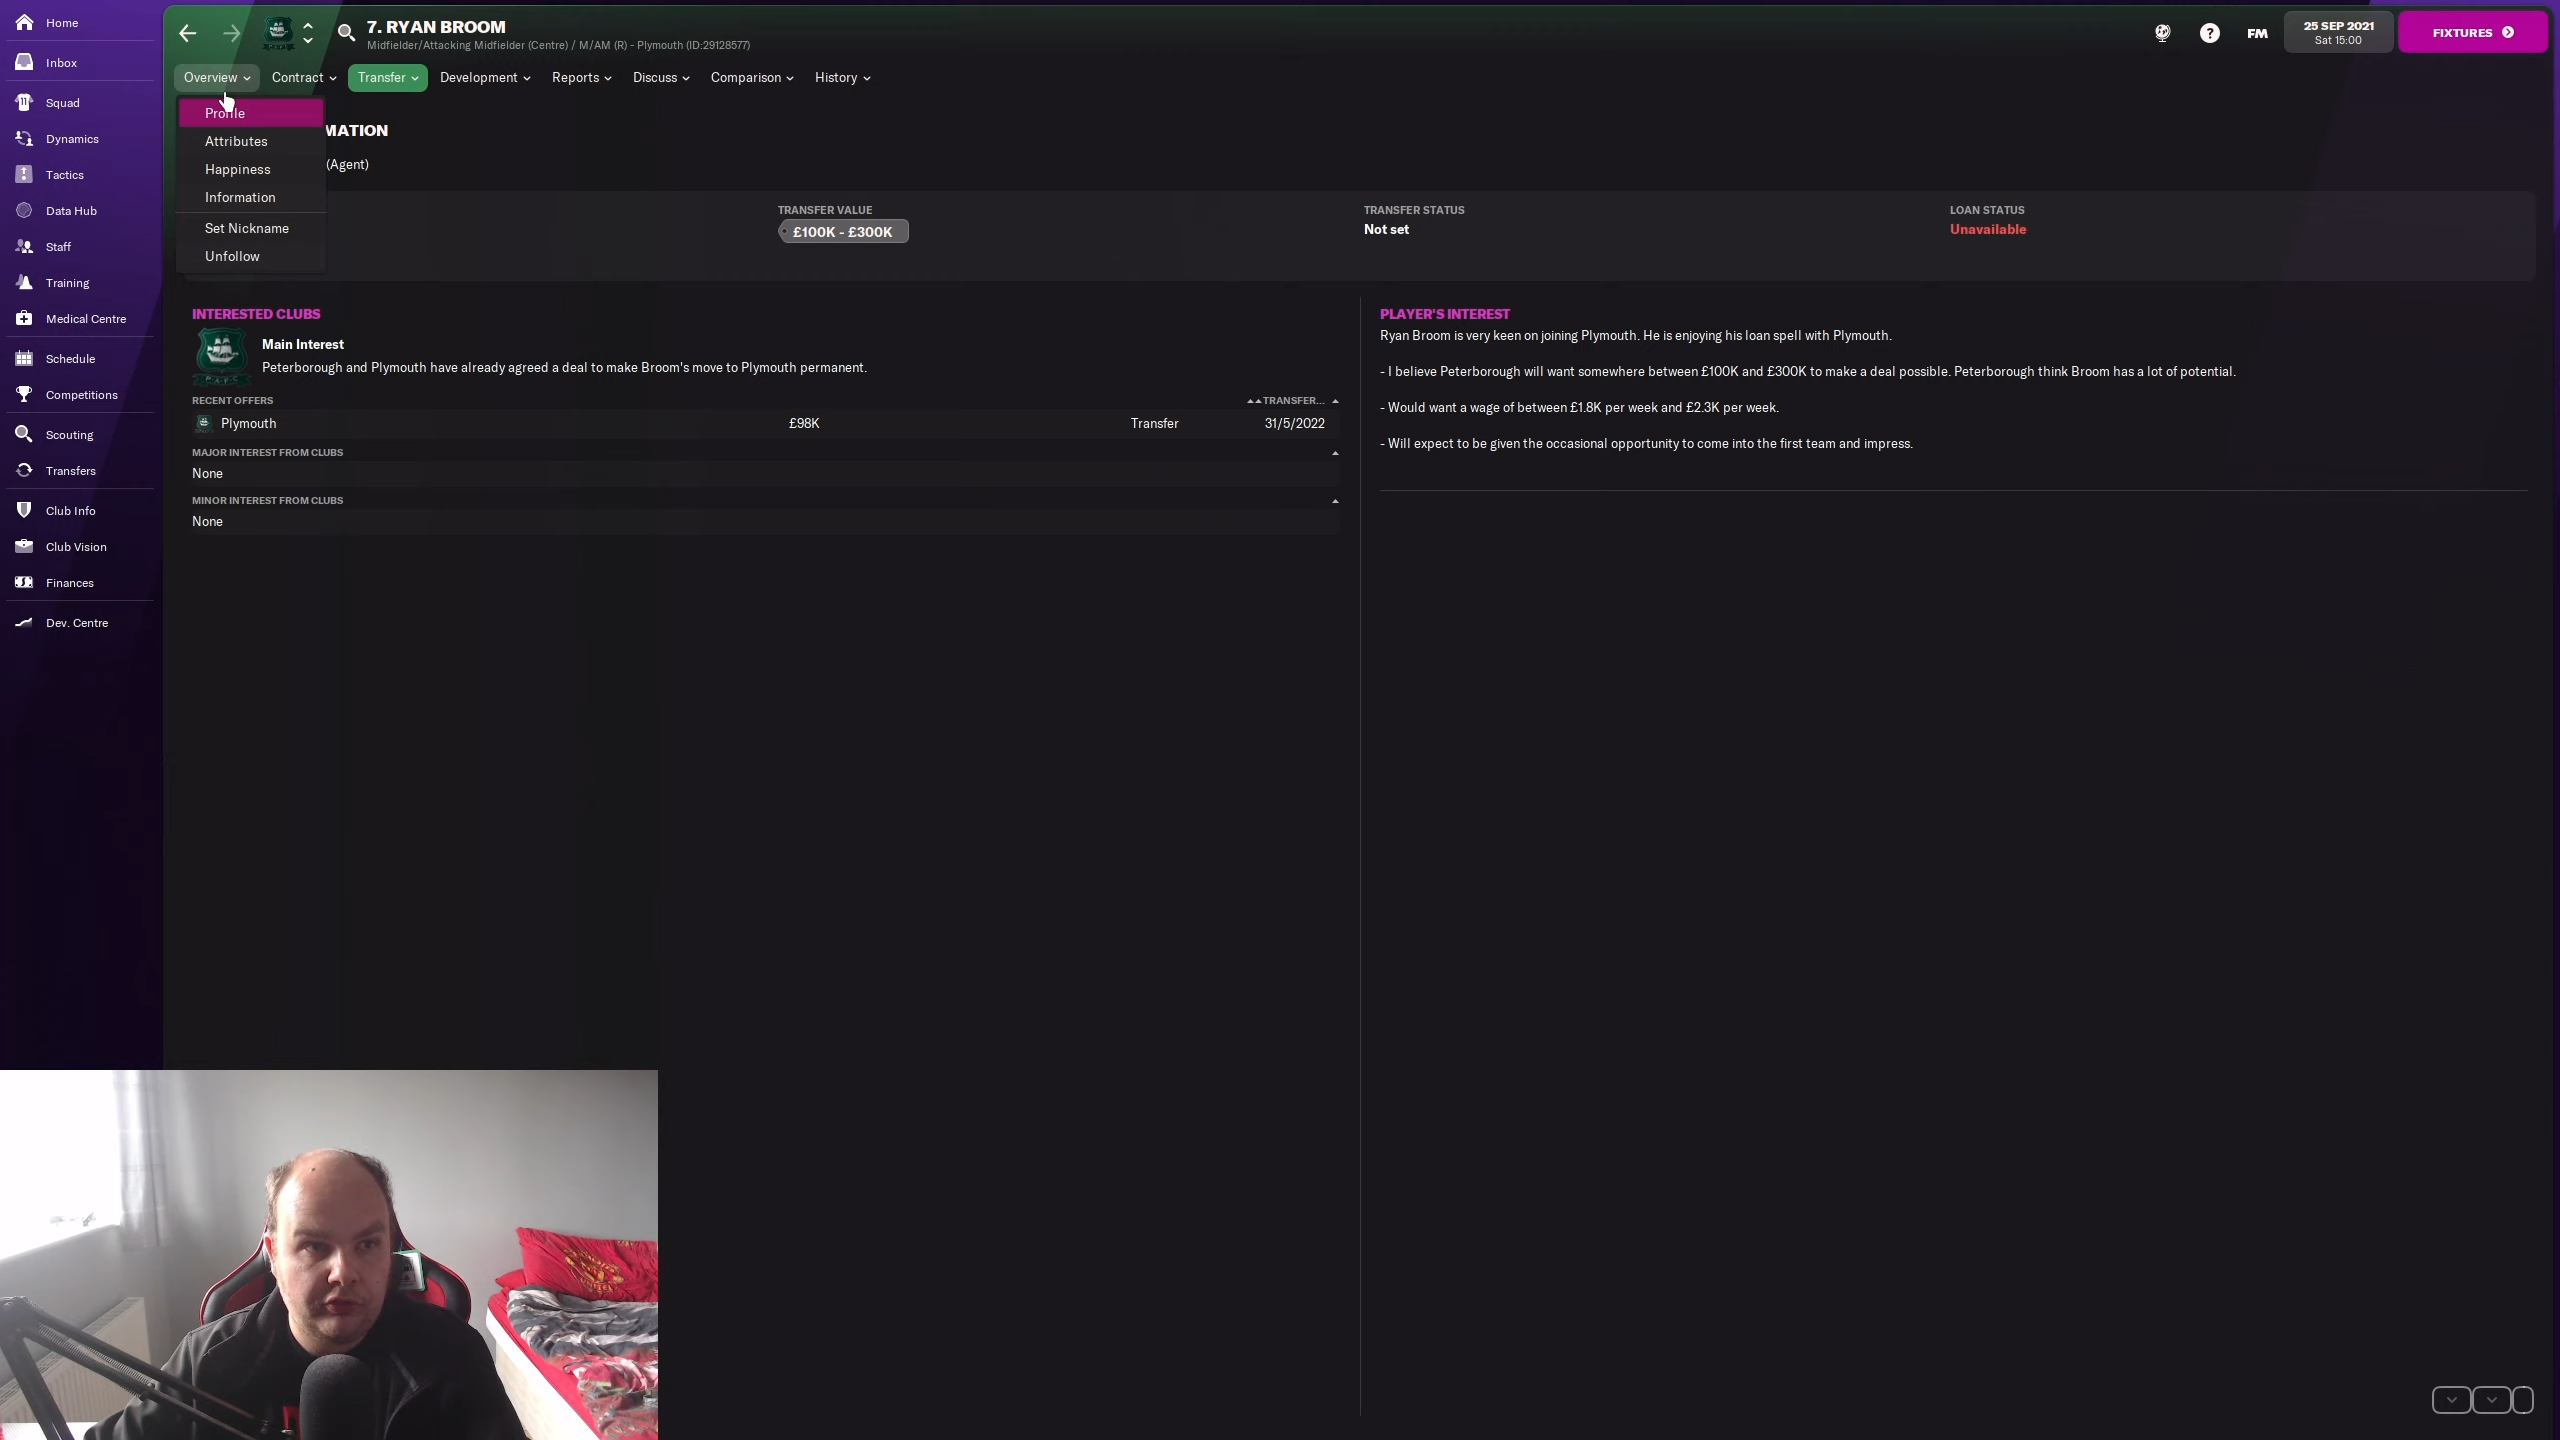 Home
Inbox
Squad
Dynamics
Tactics
Data Hub
Staff
Training
Medical Centre
Schedule
Competitions
Scouting
Transfers
Club Info
Club Vision
Finances
Dev. Centre
7. RYAN BROOM
Midfielder/Attacking Midfielder (Centre) / M/AM (R) - Plymouth (ID:29128577)
FM
25 SEP 2021
Sat 15:00
FIXTURES
Overview Contract Transfer Development Reports Discuss Comparison History
Profile
Attributes
Happiness
Information
Set Nickname
Unfollow
MATION
(Agent)
TRANSFER VALUE
£100K - £300K
TRANSFER STATUS
Not set
LOAN STATUS
Unavailable
INTERESTED CLUBS
Main Interest
Peterborough and Plymouth have already agreed a deal to make Broom's move to Plymouth permanent.
RECENT OFFERS TRANSFER...
Plymouth £98K Transfer 31/5/2022
MAJOR INTEREST FROM CLUBS
None
MINOR INTEREST FROM CLUBS
None
PLAYER'S INTEREST
Ryan Broom is very keen on joining Plymouth. He is enjoying his loan spell with Plymouth.
- I believe Peterborough will want somewhere between £100K and £300K to make a deal possible. Peterborough think Broom has a lot of potential.
- Would want a wage of between £1.8K per week and £2.3K per week.
- Will expect to be given the occasional opportunity to come into the first team and impress.